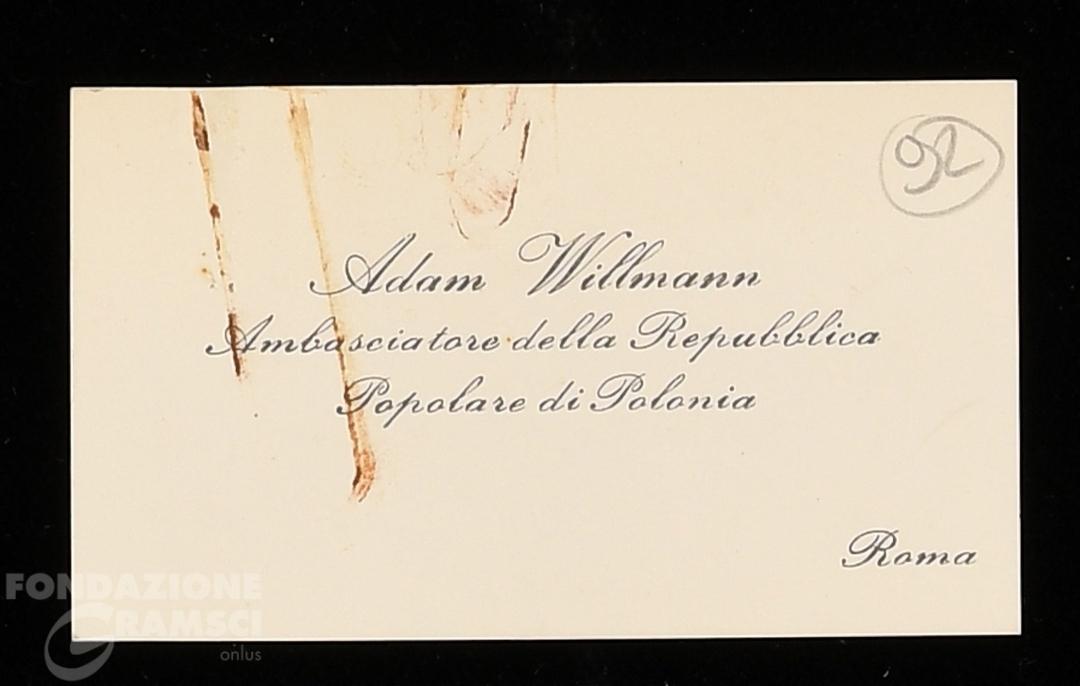 92
Adam Willmann
Ambasciatore della Repubblica
Popolare di Polonia
Roma
FONDAZIONE
GRAMSCI
onlus